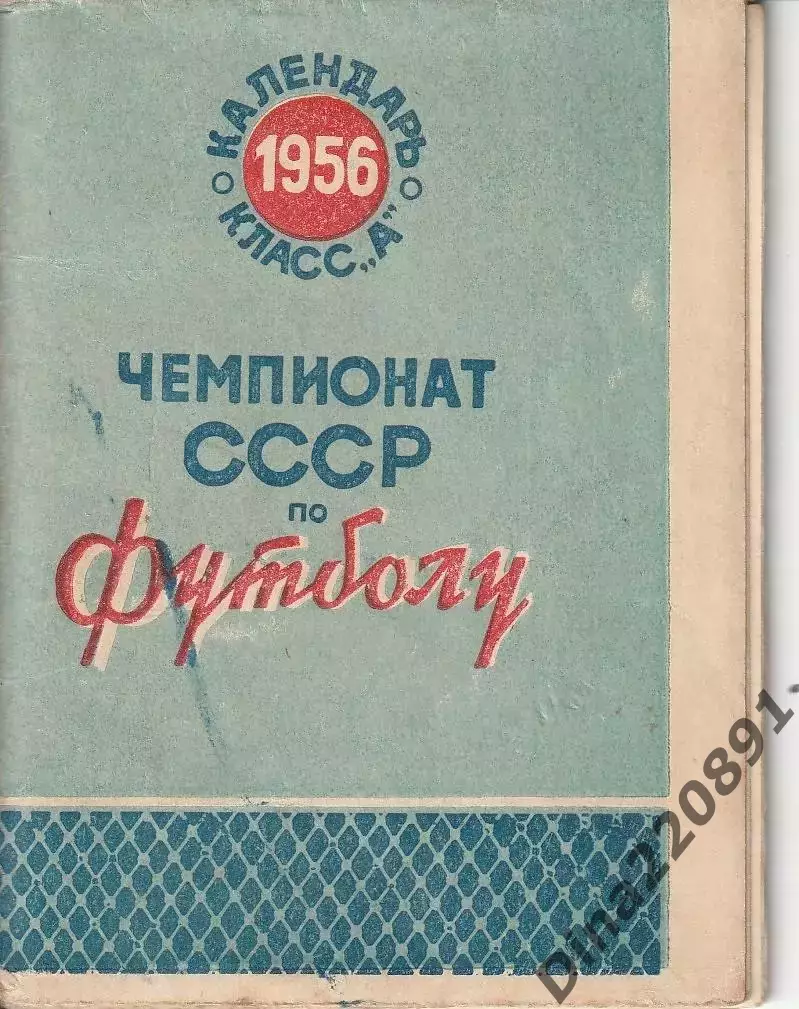 КАЛЕНДАРЬ
1956
КЛАСС „А"
ЧЕМПИОНАТ
СССР
ПО
футболу
Dina220891